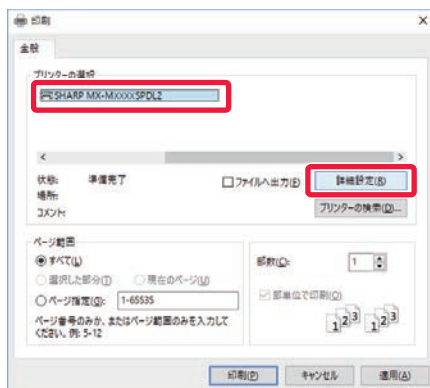 印刷
全般
プリンターの選択
SHARP MX-MXXXXSPDL2
状態: 準備完了
場所:
コメント:
ファイルへ出力(F)
詳細設定(R)
プリンターの検索(D)...
ページ範囲
すべて(L)
選択した部分(T) 現在のページ(U)
ページ指定(G): 1-65535
ページ番号のみか、またはページ範囲のみを入力して
ください。例: 5-12
部数(C): 1
部単位で印刷(O)
1 1 2 2 3 3
印刷(P) キャンセル 適用(A)